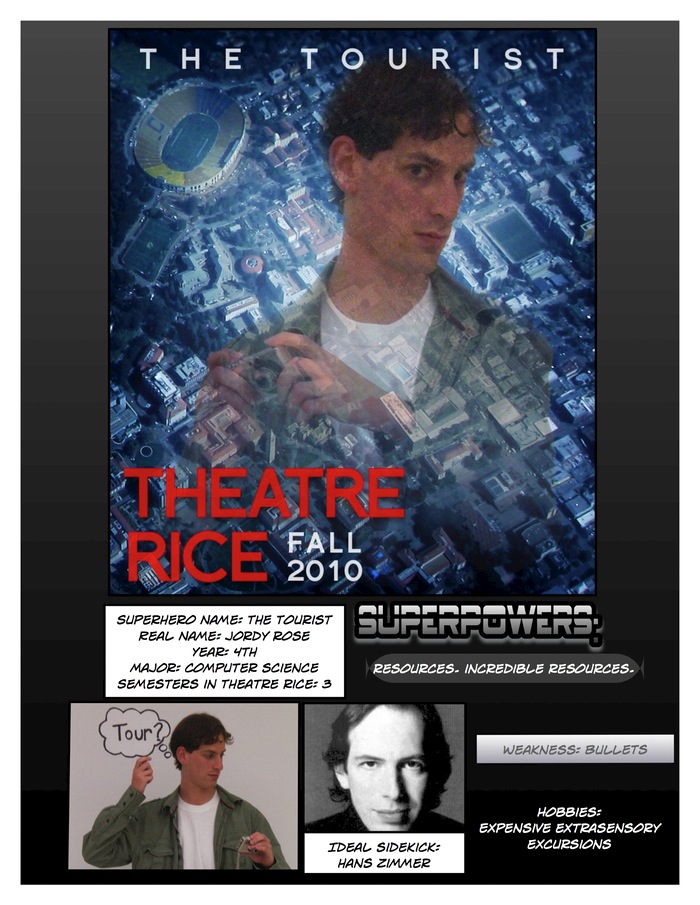 THE TOURIST
THEATRE
RICE FALL
2010
SUPERHERO NAME: THE TOURIST
REAL NAME: JORDY ROSE
YEAR: 4TH
MAJOR: COMPUTER SCIENCE
SEMESTERS IN THEATRE RICE: 3
SUPERPOWERS:
RESOURCES. INCREDIBLE RESOURCES.
Tour?
IDEAL SIDEKICK:
HANS ZIMMER
WEAKNESS: BULLETS
HOBBIES:
EXPENSIVE EXTRASENSORY
EXCURSIONS